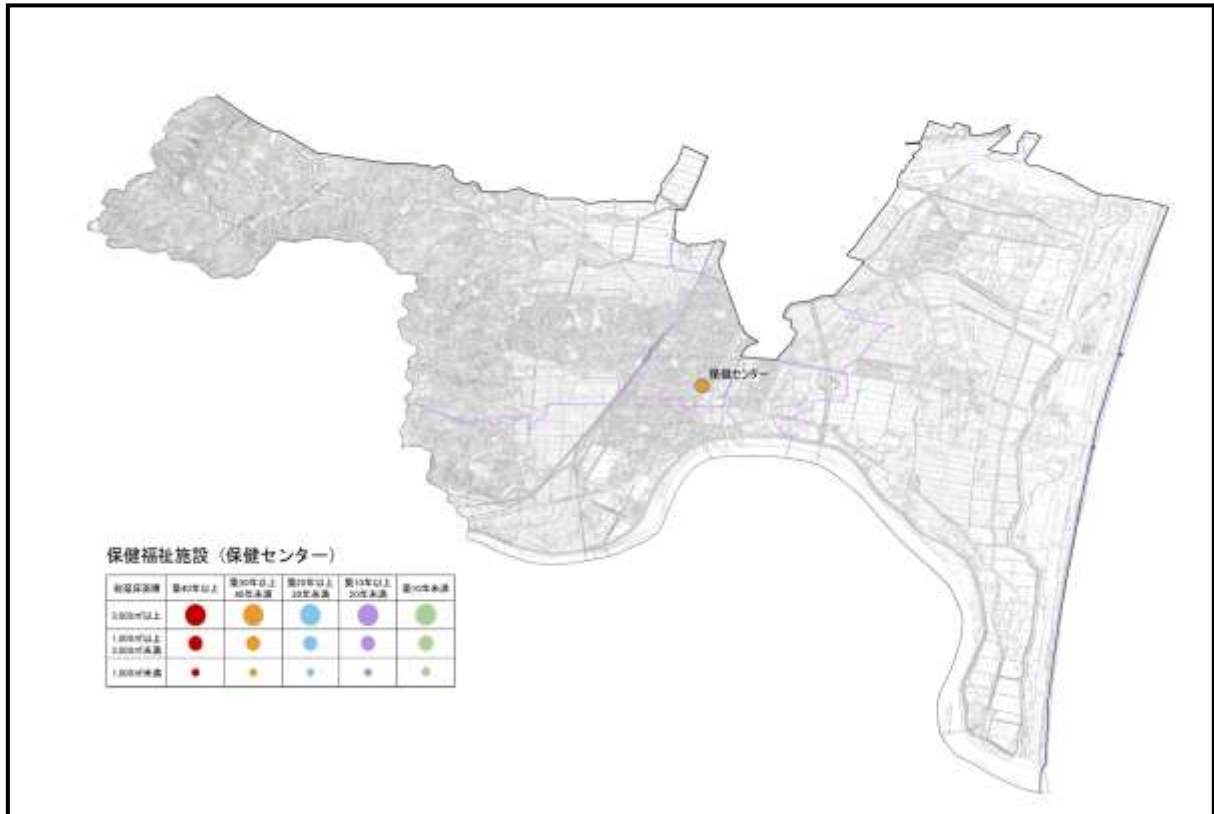 保健センター
保健福祉施設（保健センター）
総延床面積 築40年以上 築30年以上 築20年以上 築10年以上 築10年未満
40年未満 30年未満 20年未満
3,000㎡以上
1,000㎡以上
3,000㎡未満
1,000㎡未満